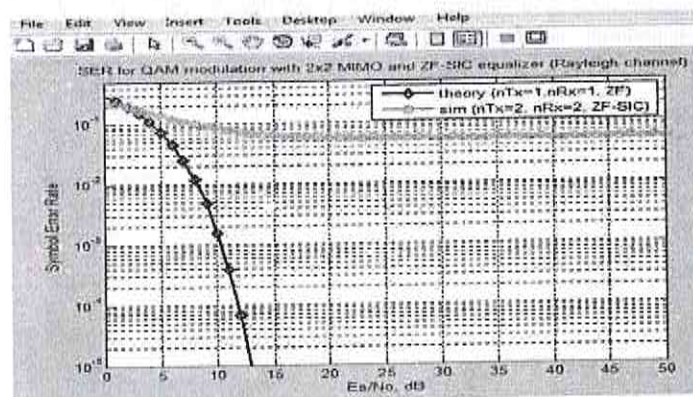 File Edit View Insert Tools Desktop Window Help
SER for QAM modulation with 2x2 MIMO and ZF-SIC equalizer (Rayleigh channel)
theory (nTx=1,nRx=1, ZF)
sim (nTx=2, nRx=2, ZF-SIC)
Symbol Error Rate
10⁻¹
10⁻²
10⁻³
10⁻⁴
10⁻⁵
0 5 10 15 20 25 30 35 40 45 50
Es/No, dB